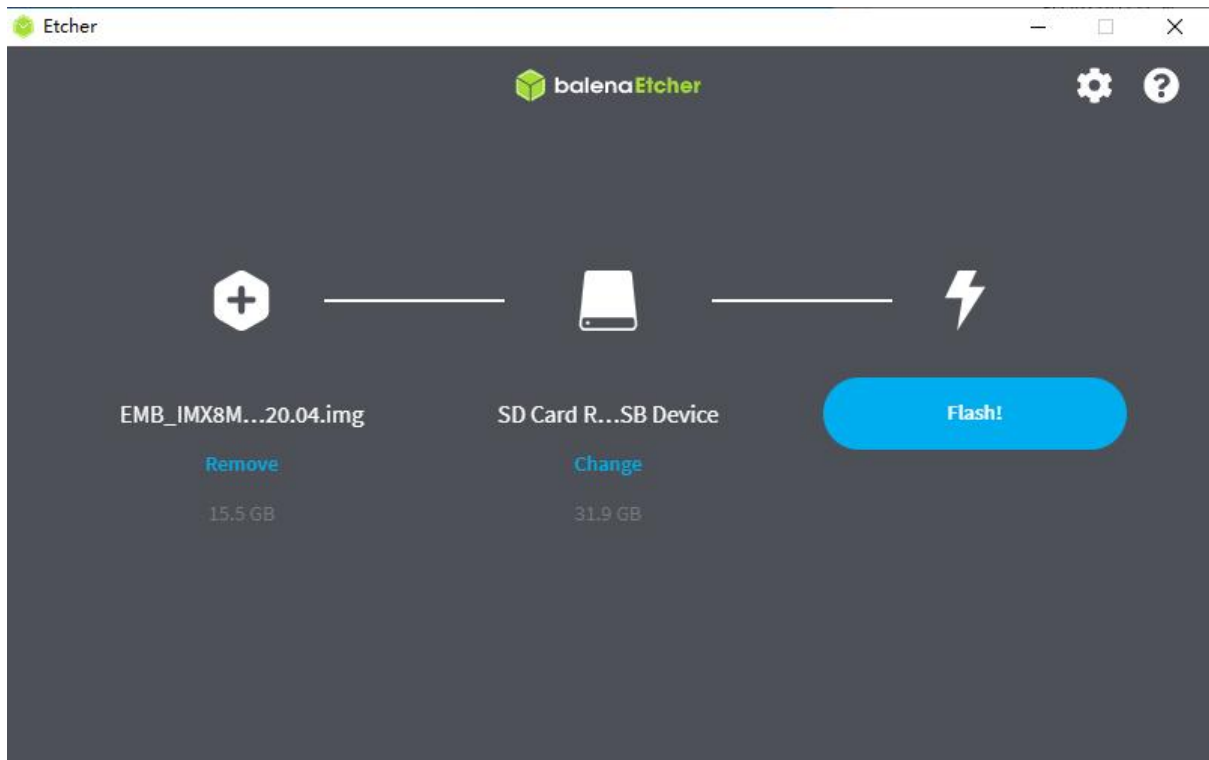 Etcher
balenaEtcher
EMB_IMX8M...20.04.img
SD Card R...SB Device
Flash!
Remove
Change
15.5 GB
31.9 GB